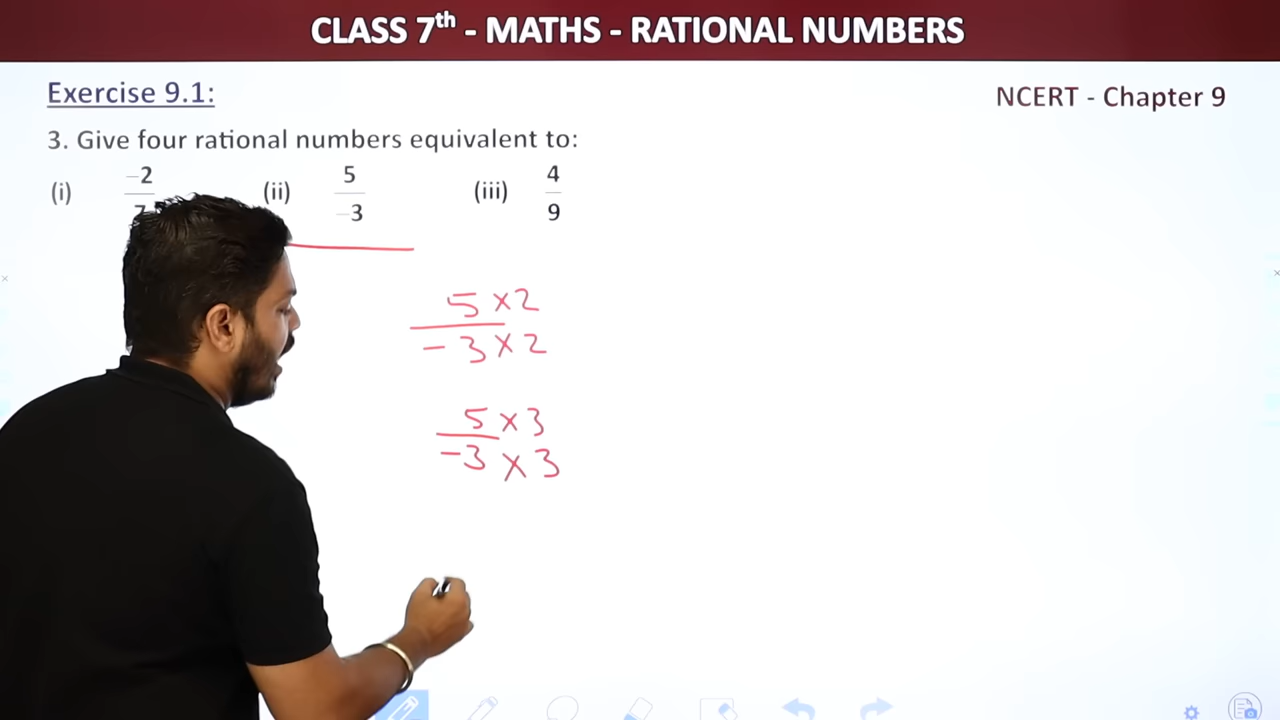 CLASS 7th - MATHS - RATIONAL NUMBERS
Exercise 9.1:
NCERT - Chapter 9
3. Give four rational numbers equivalent to:
(i) -2/7 (ii) 5/-3 (iii) 4/9
5 × 2
- 3 × 2
5 × 3
-3 × 3